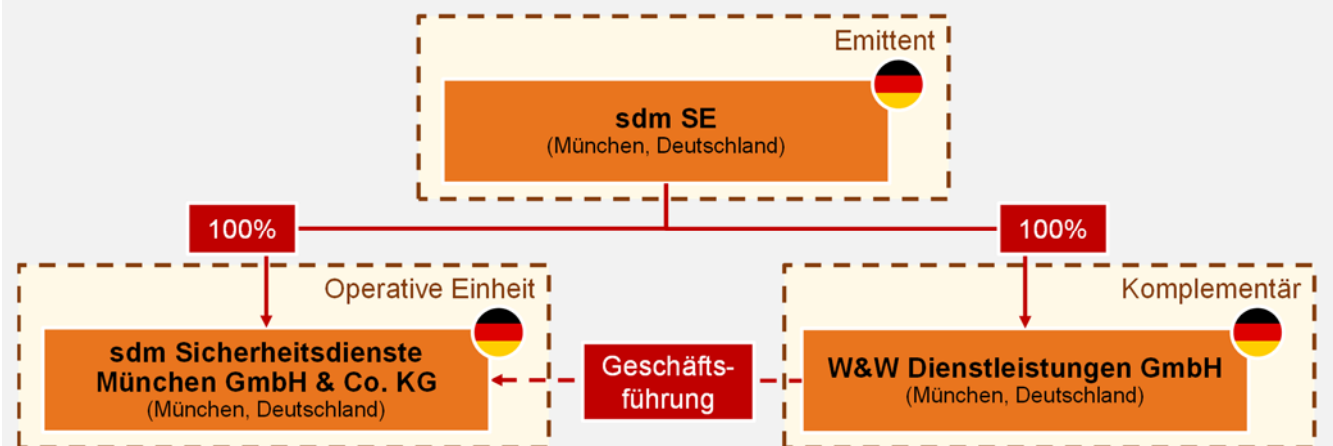 Emittent
sdm SE
(München, Deutschland)
100%
100%
Operative Einheit
sdm Sicherheitsdienste
München GmbH & Co. KG
(München, Deutschland)
Geschäfts-
führung
Komplementär
W&W Dienstleistungen GmbH
(München, Deutschland)